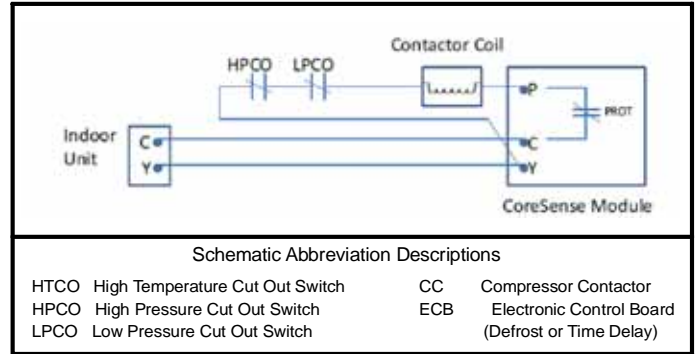 Contactor Coil
HPCO LPCO
P
PROT
Indoor
Unit
C
Y
C
Y
CoreSense Module
Schematic Abbreviation Descriptions
HTCO High Temperature Cut Out Switch
HPCO High Pressure Cut Out Switch
LPCO Low Pressure Cut Out Switch
CC Compressor Contactor
ECB Electronic Control Board
(Defrost or Time Delay)